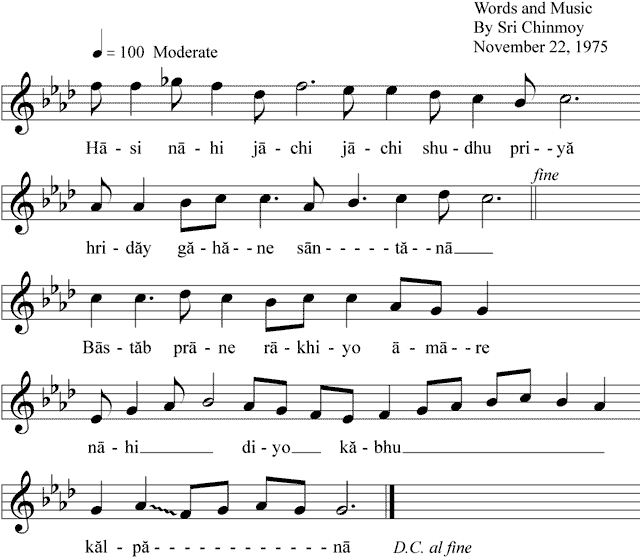 Words and Music
By Sri Chinmoy
November 22, 1975
= 100 Moderate
Hā - si nā - hi jā - chi jā - chi shu - dhu pri - - yă
fine
hri - dăy gă - hă - ne sān - - - - - tă - nā
Bās - tăb prā - ne rā - khi - yo ā - mā - - re
nā - hi di - yo kă - bhu
kăl - pă - - - - - - - - - - - - nā D.C. al fine